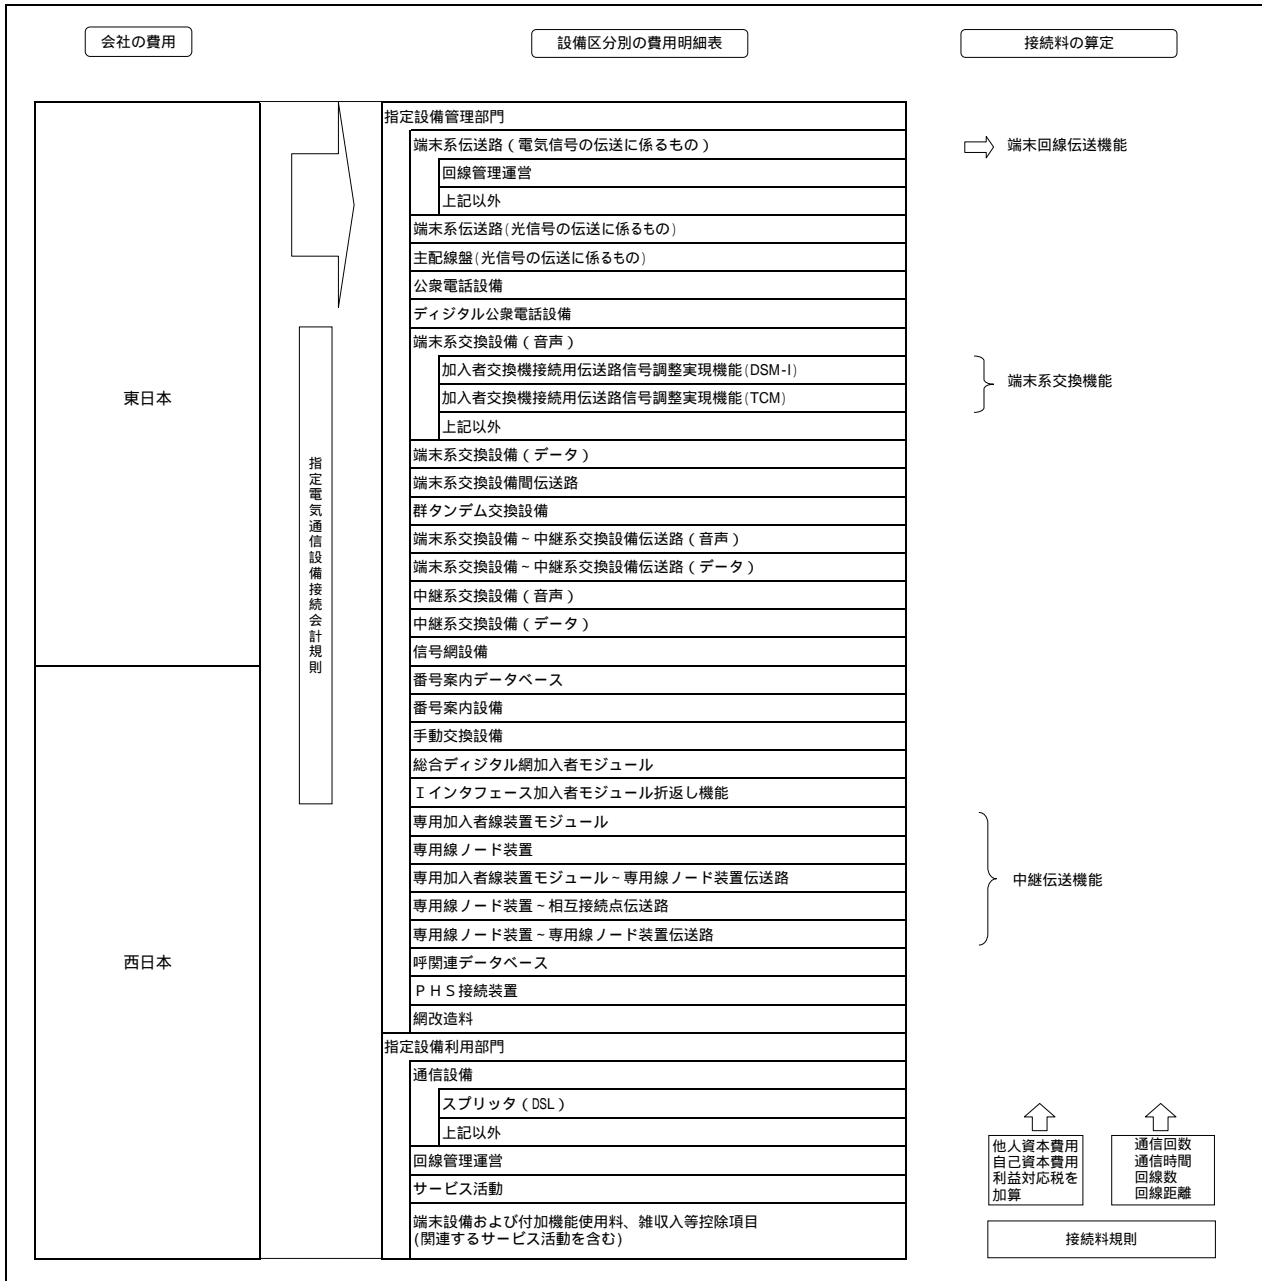 会社の費用
設備区分別の費用明細表
接続料の算定
東日本
西日本
指定電気通信設備接続会計規則
指定設備管理部門
端末系伝送路(電気信号の伝送に係るもの)
回線管理運営
上記以外
端末系伝送路(光信号の伝送に係るもの)
主配線盤(光信号の伝送に係るもの)
公衆電話設備
ディジタル公衆電話設備
端末系交換設備(音声)
加入者交換機接続用伝送路信号調整実現機能(DSM-I)
加入者交換機接続用伝送路信号調整実現機能(TCM)
上記以外
端末系交換設備(データ)
端末系交換設備間伝送路
群タンデム交換設備
端末系交換設備~中継系交換設備伝送路(音声)
端末系交換設備~中継系交換設備伝送路(データ)
中継系交換設備(音声)
中継系交換設備(データ)
信号網設備
番号案内データベース
番号案内設備
手動交換設備
総合ディジタル網加入者モジュール
Iインタフェース加入者モジュール折返し機能
専用加入者線装置モジュール
専用線ノード装置
専用加入者線装置モジュール~専用線ノード装置伝送路
専用線ノード装置~相互接続点伝送路
専用線ノード装置~専用線ノード装置伝送路
呼関連データベース
PHS接続装置
網改造料
指定設備利用部門
通信設備
スプリッタ(DSL)
上記以外
回線管理運営
サービス活動
端末設備および付加機能使用料、雑収入等控除項目
(関連するサービス活動を含む)
端末回線伝送機能
端末系交換機能
中継伝送機能
他人資本費用
自己資本費用
利益対応税を
加算
通信回数
通信時間
回線数
回線距離
接続料規則